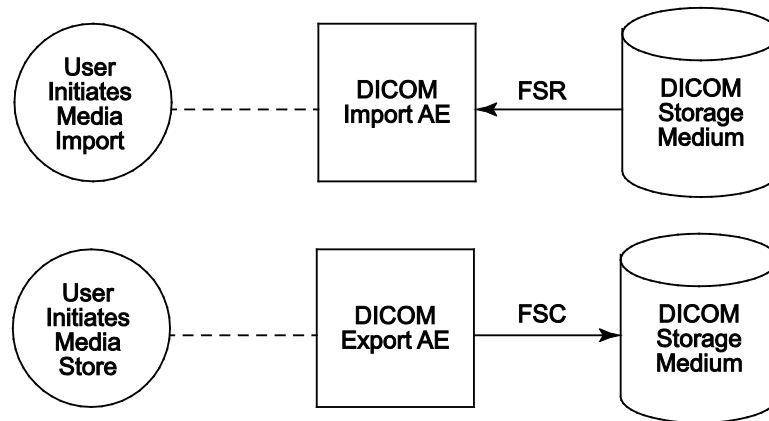 User
Initiates
Media
Import
DICOM
Import AE
FSR
DICOM
Storage
Medium
User
Initiates
Media
Store
DICOM
Export AE
FSC
DICOM
Storage
Medium